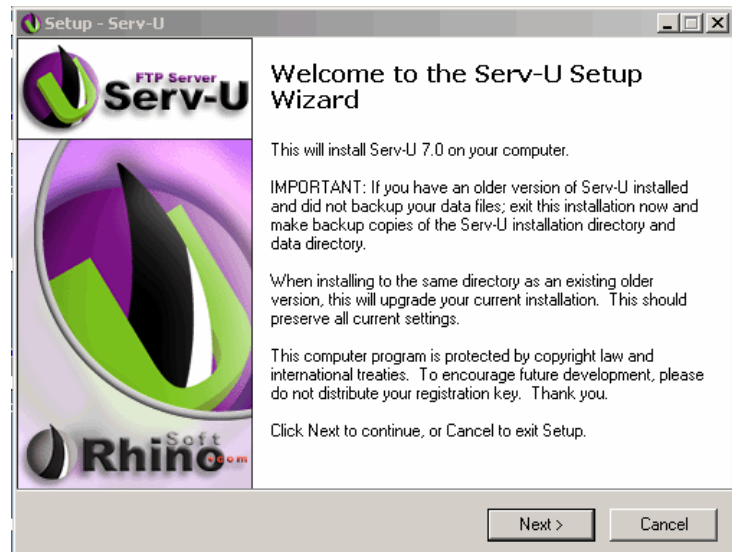 Setup - Serv-U
FTP Server
Serv-U
Welcome to the Serv-U Setup
Wizard
This will install Serv-U 7.0 on your computer.
IMPORTANT: If you have an older version of Serv-U installed
and did not backup your data files; exit this installation now and
make backup copies of the Serv-U installation directory and
data directory.
When installing to the same directory as an existing older
version, this will upgrade your current installation. This should
preserve all current settings.
This computer program is protected by copyright law and
international treaties. To encourage future development, please
do not distribute your registration key. Thank you.
Click Next to continue, or Cancel to exit Setup.
Soft
Rhino.com
Next >
Cancel